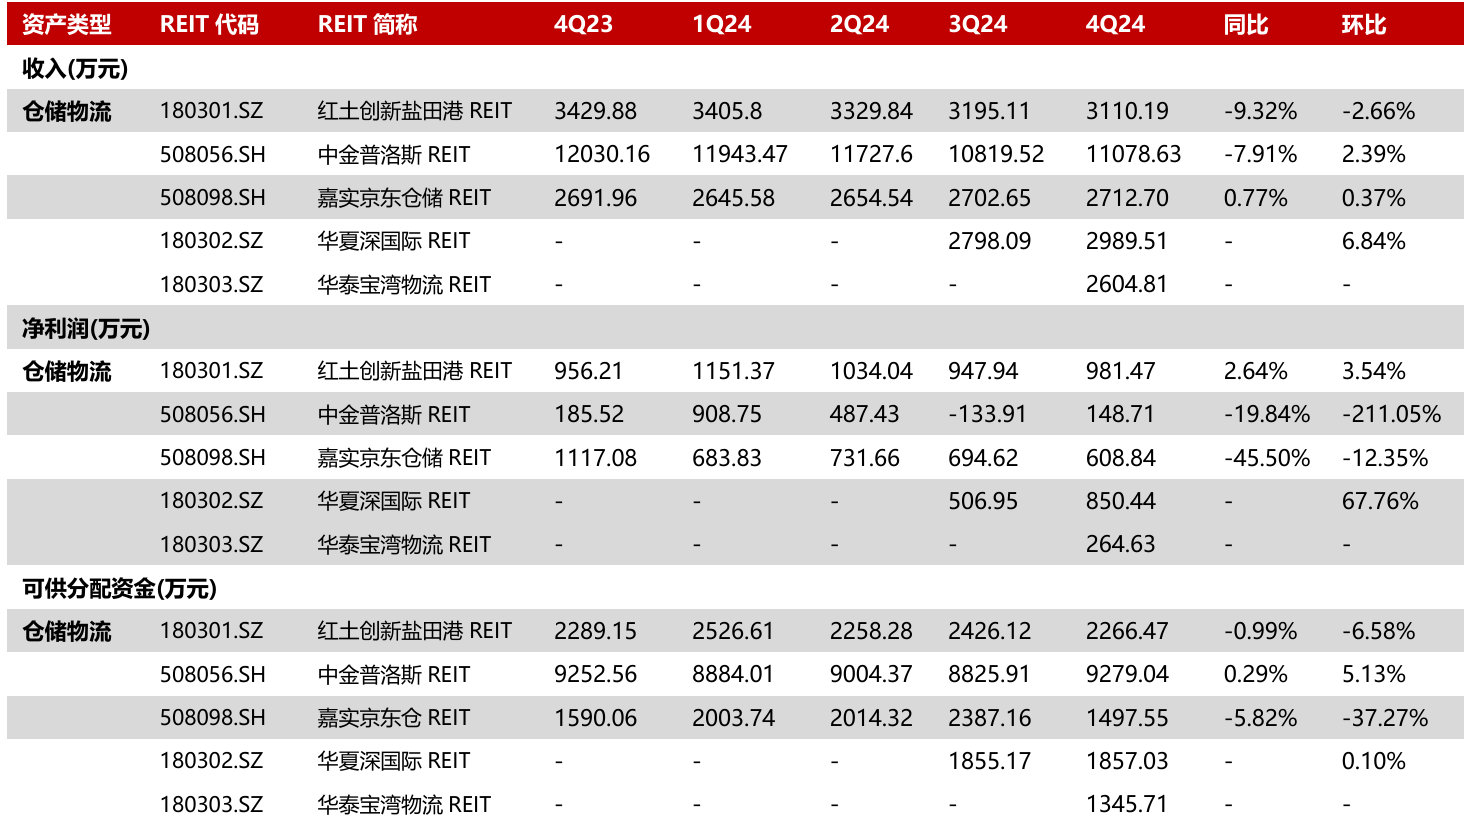 资产类型 REIT 代码 REIT 简称 4Q23 1Q24 2Q24 3Q24 4Q24 同比 环比
收入(万元)
仓储物流 180301.SZ 红土创新盐田港 REIT 3429.88 3405.8 3329.84 3195.11 3110.19 -9.32% -2.66%
508056.SH 中金普洛斯 REIT 12030.16 11943.47 11727.6 10819.52 11078.63 -7.91% 2.39%
508098.SH 嘉实京东仓储 REIT 2691.96 2645.58 2654.54 2702.65 2712.70 0.77% 0.37%
180302.SZ 华夏深国际 REIT - - - 2798.09 2989.51 - 6.84%
180303.SZ 华泰宝湾物流 REIT - - - - 2604.81 - -
净利润(万元)
仓储物流 180301.SZ 红土创新盐田港 REIT 956.21 1151.37 1034.04 947.94 981.47 2.64% 3.54%
508056.SH 中金普洛斯 REIT 185.52 908.75 487.43 -133.91 148.71 -19.84% -211.05%
508098.SH 嘉实京东仓储 REIT 1117.08 683.83 731.66 694.62 608.84 -45.50% -12.35%
180302.SZ 华夏深国际 REIT - - - 506.95 850.44 - 67.76%
180303.SZ 华泰宝湾物流 REIT - - - - 264.63 - -
可供分配资金(万元)
仓储物流 180301.SZ 红土创新盐田港 REIT 2289.15 2526.61 2258.28 2426.12 2266.47 -0.99% -6.58%
508056.SH 中金普洛斯 REIT 9252.56 8884.01 9004.37 8825.91 9279.04 0.29% 5.13%
508098.SH 嘉实京东仓 REIT 1590.06 2003.74 2014.32 2387.16 1497.55 -5.82% -37.27%
180302.SZ 华夏深国际 REIT - - - 1855.17 1857.03 - 0.10%
180303.SZ 华泰宝湾物流 REIT - - - - 1345.71 - -